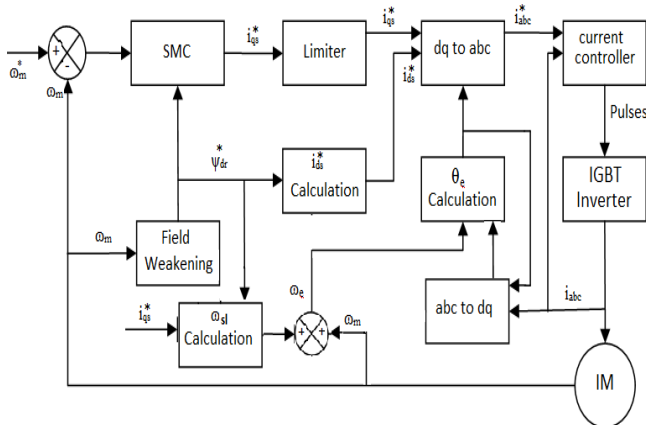 i*qs
i*qs
i*abc
ω*m
+
-
ωm
SMC
Limiter
dq to abc
current
controller
i*ds
Pulses
ψ*dr
i*ds
Calculation
θe
Calculation
IGBT
Inverter
ωm
Field
Weakening
ωe
abc to dq
iabc
i*qs
ωsl
Calculation
+
+
ωm
IM